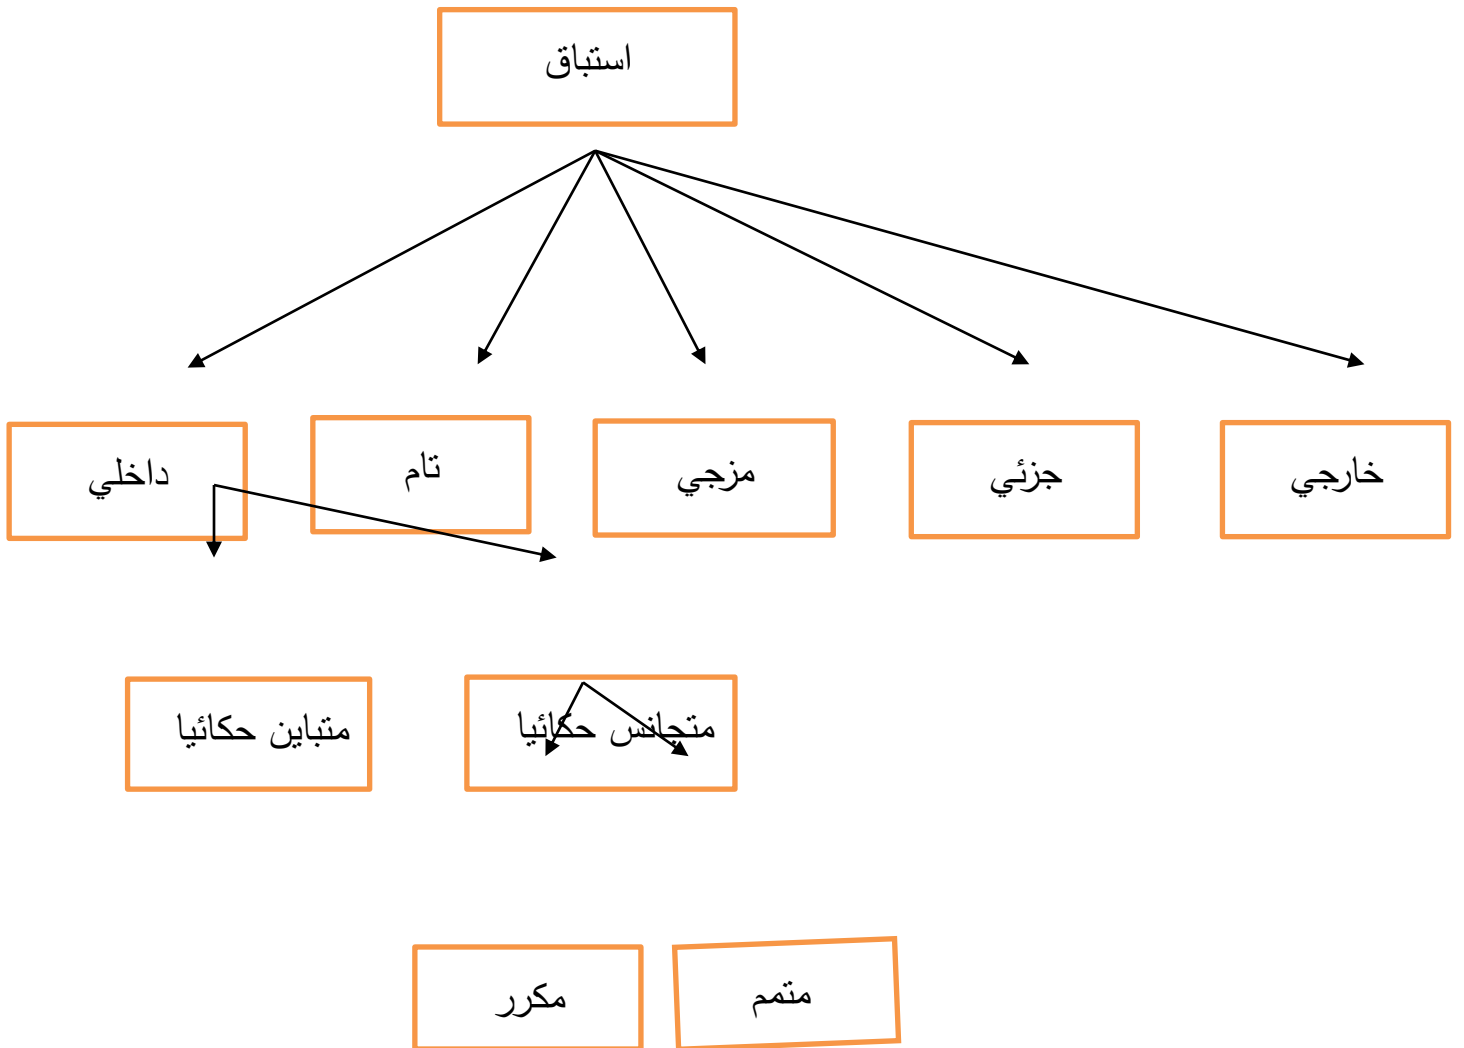 استباق
خارجي
جزئي
مزجي
تام
داخلي
متجانس حكائيا
متباين حكائيا
متمم
مكرر